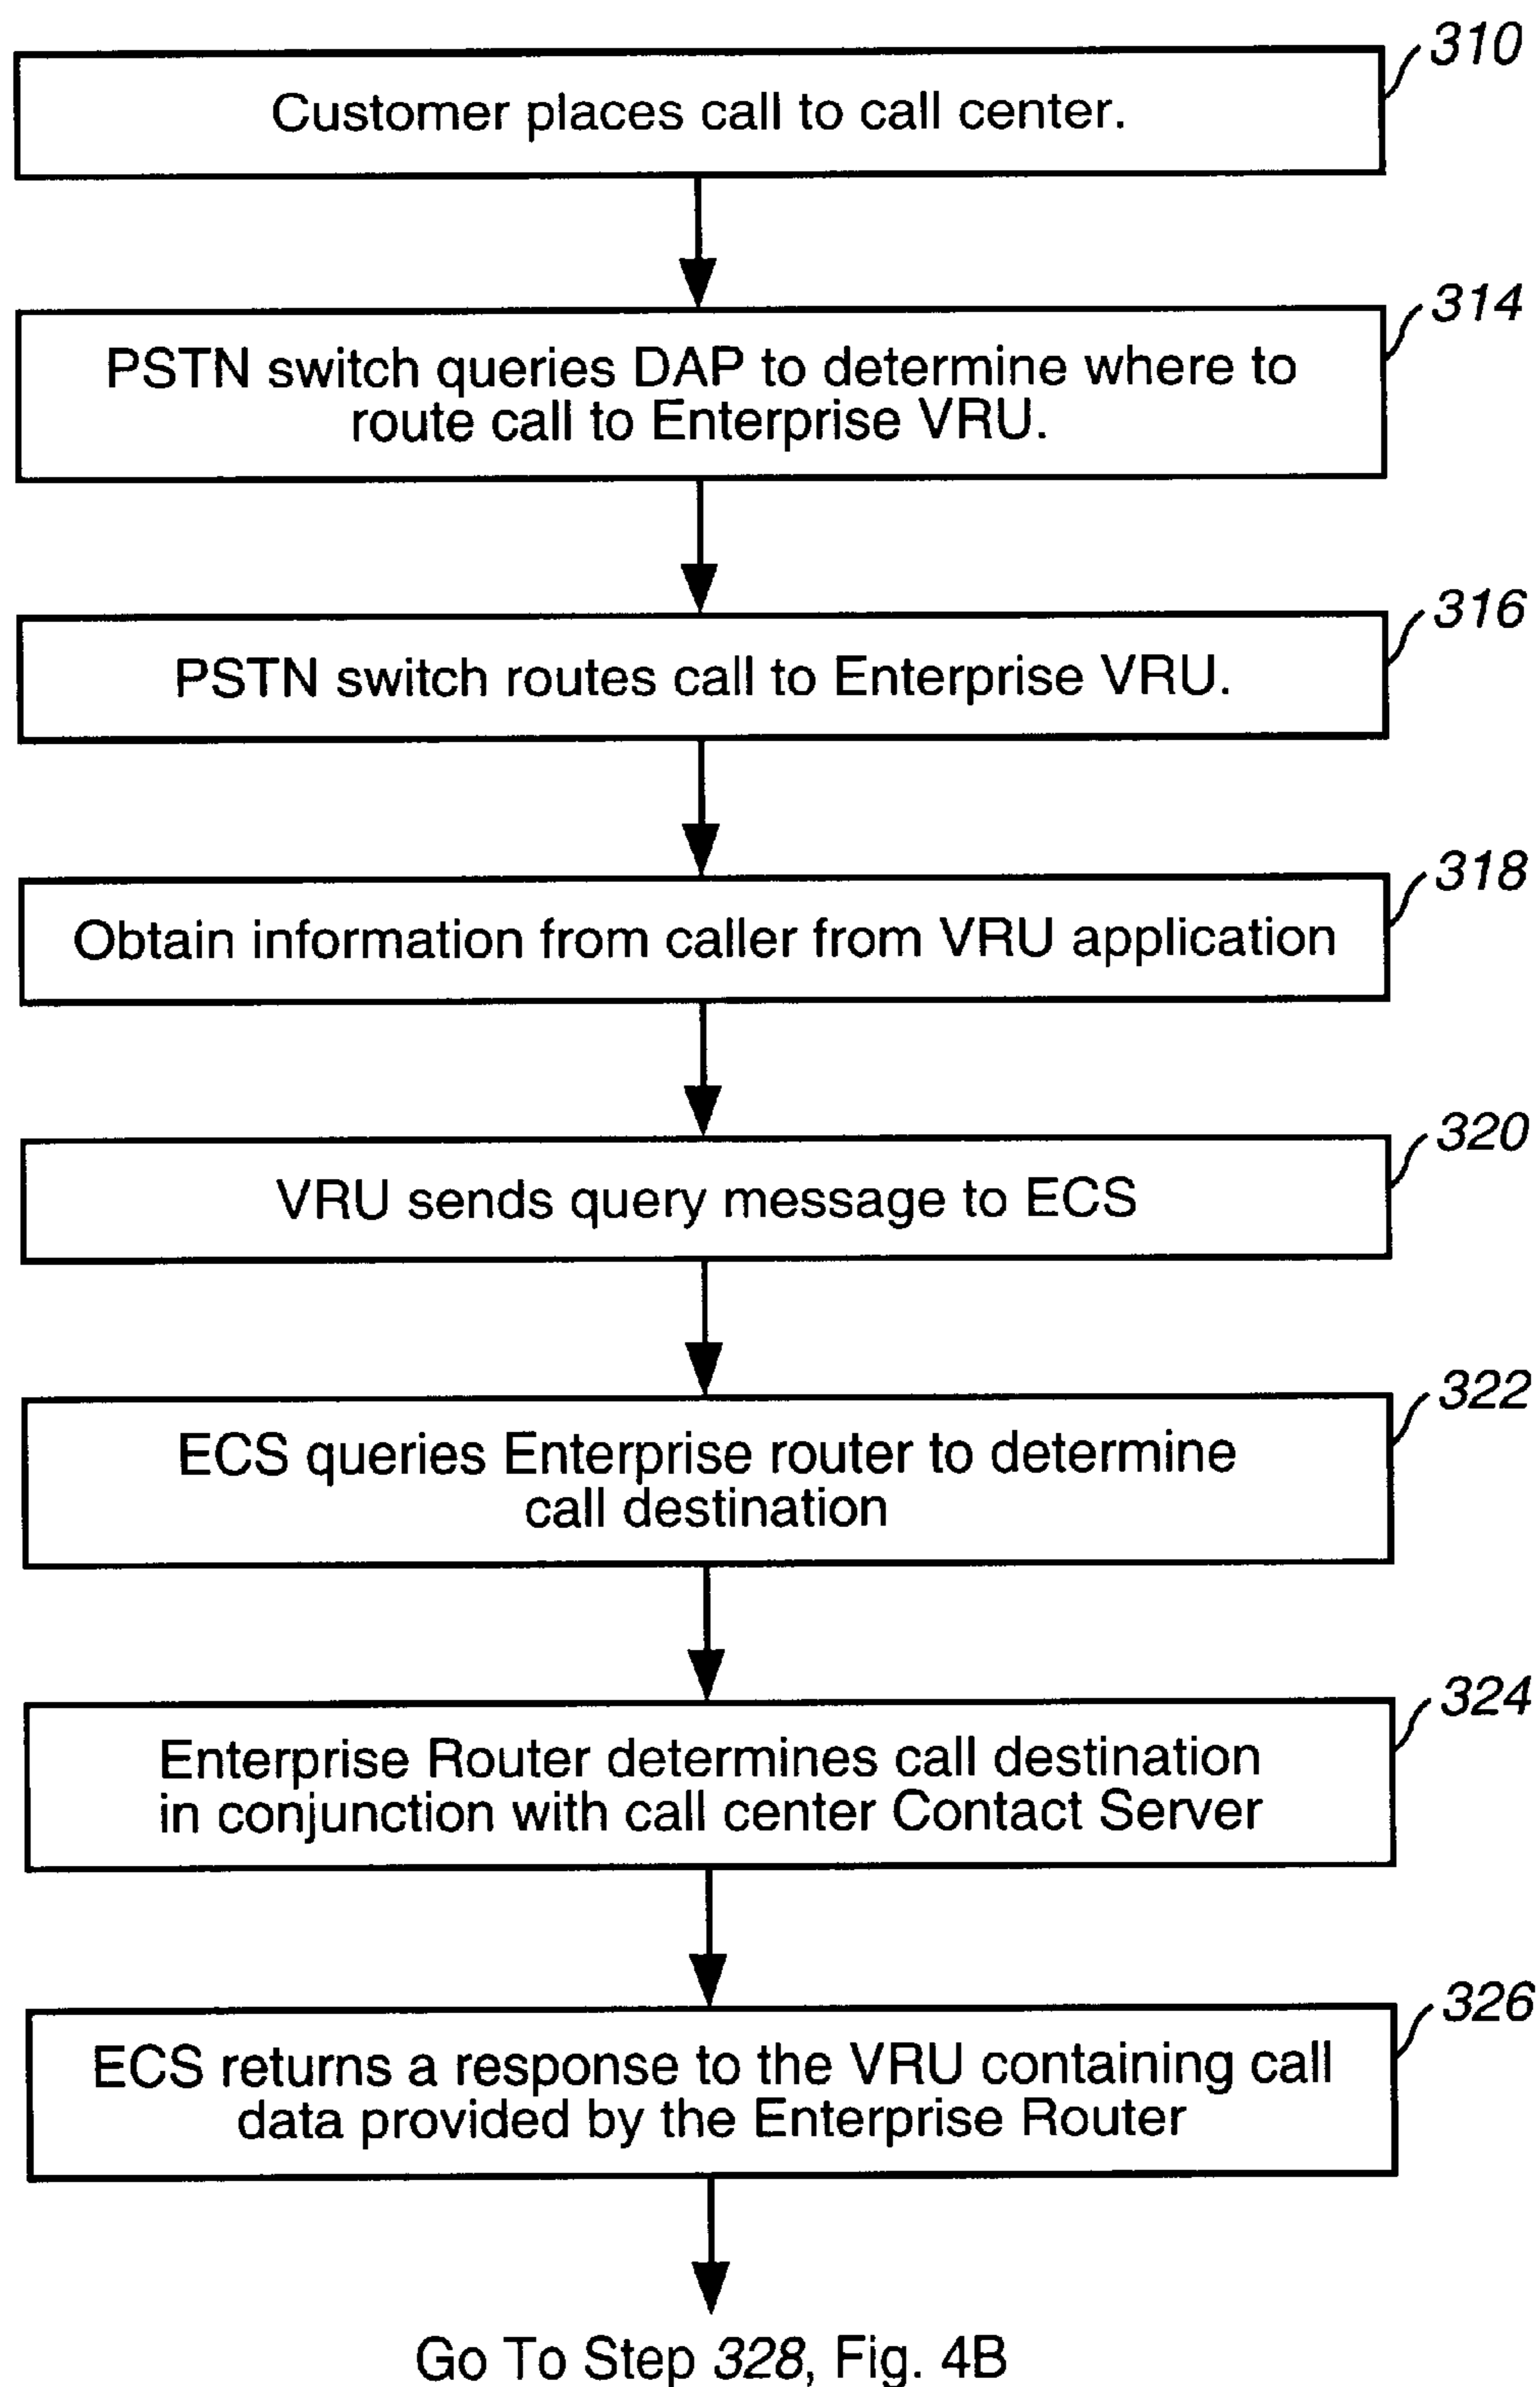 310
Customer places call to call center.
314
PSTN switch queries DAP to determine where to
route call to Enterprise VRU.
316
PSTN switch routes call to Enterprise VRU.
318
Obtain information from caller from VRU application
320
VRU sends query message to ECS
322
ECS queries Enterprise router to determine
call destination
324
Enterprise Router determines call destination
in conjunction with call center Contact Server
326
ECS returns a response to the VRU containing call
data provided by the Enterprise Router
Go To Step 328, Fig. 4B